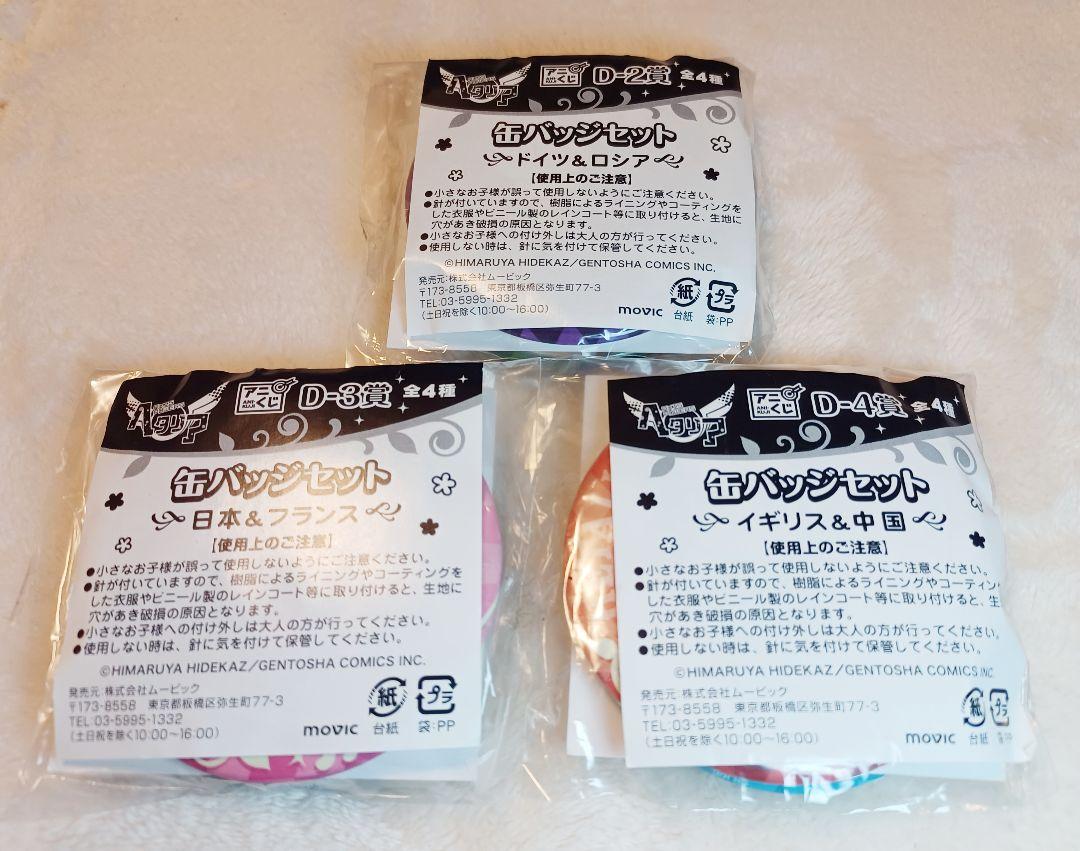 ヘタリア
アニくじ
ANI-KUJI
D-2賞 全4種
缶バッジセット
ドイツ&ロシア
【使用上のご注意】
●小さなお子様が誤って使用しないようにご注意ください。
●針が付いていますので、樹脂によるライニングやコーティングを
した衣服やビニール製のレインコート等に取り付けると、生地に
穴があき破損の原因となります。
●小さなお子様への付け外しは大人の方が行ってください。
●使用しない時は、針に気を付けて保管してください。
©HIMARUYA HIDEKAZ/GENTOSHA COMICS INC.
発売元:株式会社ムービック
〒173-8558 東京都板橋区弥生町77-3
TEL:03-5995-1332
(土日祝を除く10:00~16:00)
movic
紙
台紙
プラ
袋:PP
ヘタリア
アニくじ
ANI-KUJI
D-3賞 全4種
缶バッジセット
日本&フランス
【使用上のご注意】
●小さなお子様が誤って使用しないようにご注意ください。
●針が付いていますので、樹脂によるライニングやコーティングを
した衣服やビニール製のレインコート等に取り付けると、生地に
穴があき破損の原因となります。
●小さなお子様への付け外しは大人の方が行ってください。
●使用しない時は、針に気を付けて保管してください。
©HIMARUYA HIDEKAZ/GENTOSHA COMICS INC.
発売元:株式会社ムービック
〒173-8558 東京都板橋区弥生町77-3
TEL:03-5995-1332
(土日祝を除く10:00~16:00)
movic
紙
台紙
プラ
袋:PP
ヘタリア
アニくじ
ANI-KUJI
D-4賞 全4種
缶バッジセット
イギリス&中国
【使用上のご注意】
●小さなお子様が誤って使用しないようにご注意ください。
●針が付いていますので、樹脂によるライニングやコーティン
した衣服やビニール製のレインコート等に取り付けると、生
穴があき破損の原因となります。
●小さなお子様への付け外しは大人の方が行ってください。
●使用しない時は、針に気を付けて保管してください。
©HIMARUYA HIDEKAZ/GENTOSHA COMICS INC.
発売元:株式会社ムービック
〒173-8558 東京都板橋区弥生町77-3
TEL:03-5995-1332
(土日祝を除く10:00~16:00)
movic
紙
台紙
プラ
袋:PP